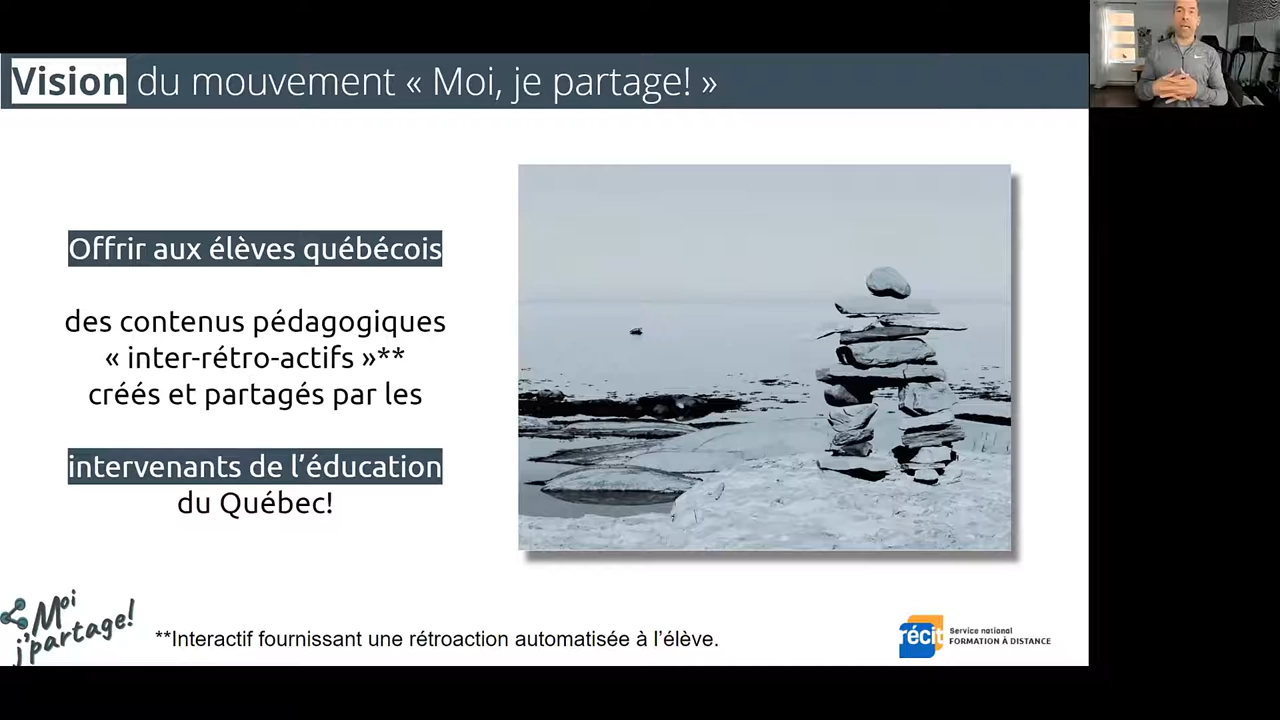 Vision du mouvement « Moi, je partage! »
Offrir aux élèves québécois
des contenus pédagogiques
« inter-rétro-actifs »**
créés et partagés par les
intervenants de l’éducation
du Québec!
Moi
j'partage!
**Interactif fournissant une rétroaction automatisée à l’élève.
récit
Service national
FORMATION À DISTANCE